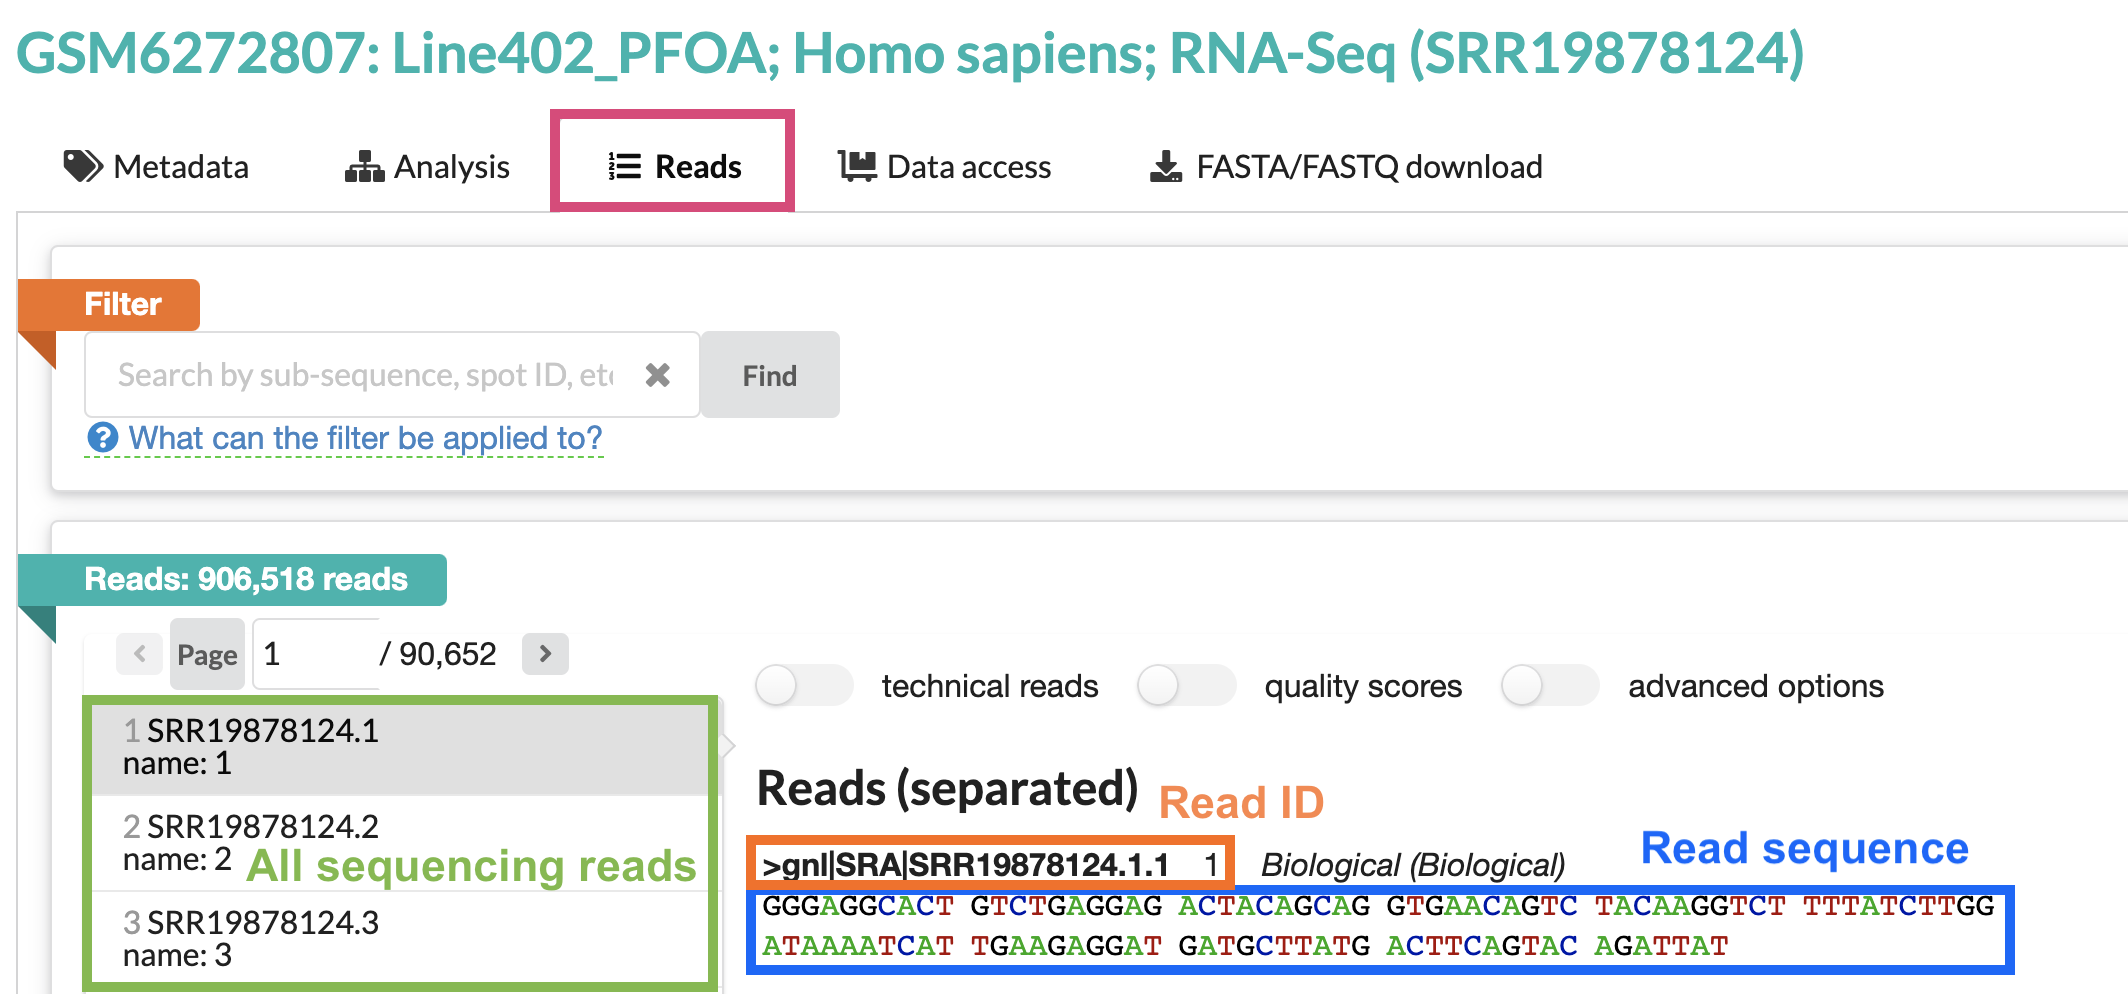 GSM6272807: Line402_PFOA; Homo sapiens; RNA-Seq (SRR19878124)
Metadata Analysis Reads Data access FASTA/FASTQ download
Filter
Search by sub-sequence, spot ID, etc Find
? What can the filter be applied to?
Reads: 906,518 reads
< Page 1 / 90,652 >
technical reads quality scores advanced options
1 SRR19878124.1
name: 1
2 SRR19878124.2
name: 2
All sequencing reads
3 SRR19878124.3
name: 3
Reads (separated) Read ID
Read sequence
>gnl|SRA|SRR19878124.1.1 1 Biological (Biological)
GGGAGGCACT GTCTGAGGAG ACTACAGCAG GTGAACAGTC TACAAGGTCT TTTATCTTGG
ATAAAATCAT TGAAGAGGAT GATGCTTATG ACTTCAGTAC AGATTAT